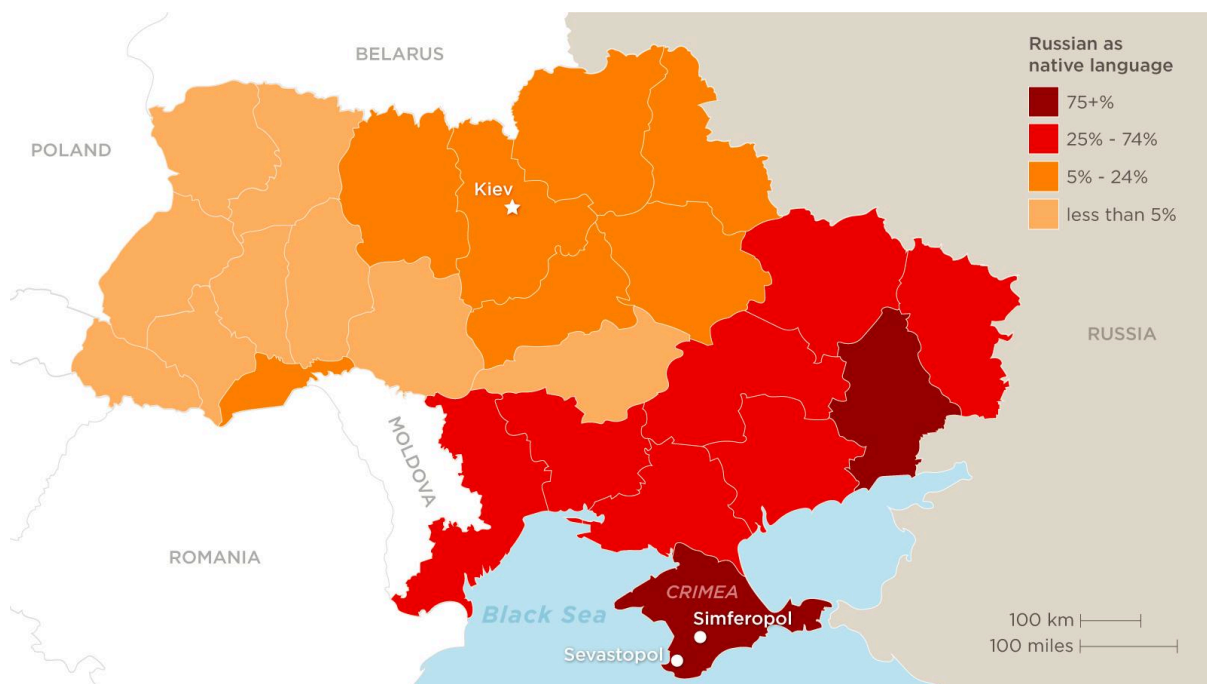 BELARUS
Russian as
native language
75+%
25% - 74%
5% - 24%
less than 5%
POLAND
Kiev
RUSSIA
MOLDOVA
ROMANIA
CRIMEA
Black Sea
Simferopol
Sevastopol
100 km
100 miles